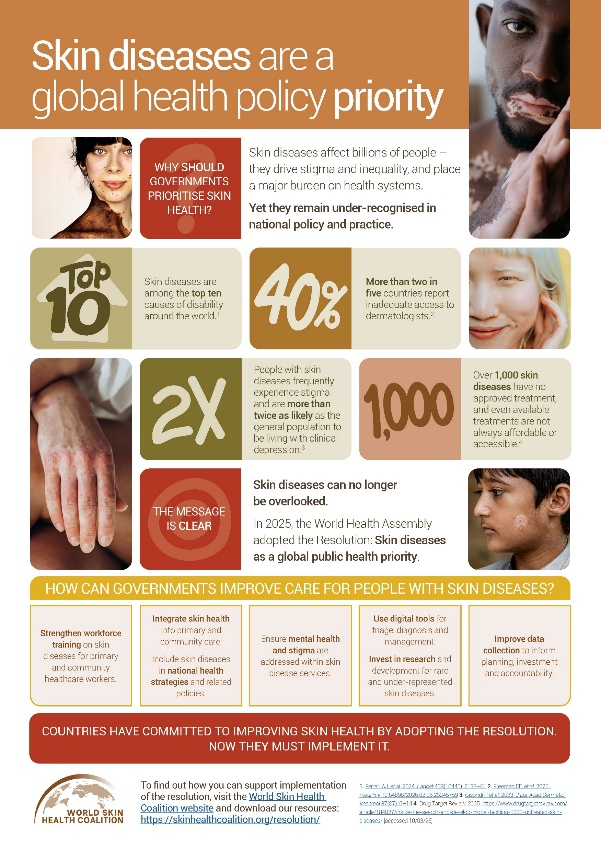 Skin diseases are a
global health policy priority
WHY SHOULD
GOVERNMENTS
PRIORITISE SKIN
HEALTH?
Skin diseases affect billions of people –
they drive stigma and inequality, and place
a major burden on health systems.
Yet they remain under-recognised in
national policy and practice.
TOP
10
Skin diseases are
among the top ten
causes of disability
around the world.1
40%
More than two in
five countries report
inadequate access to
dermatologists.2
2X
People with skin
diseases frequently
experience stigma
and are more than
twice as likely as the
general population to
be living with clinical
depression.3
1,000
Over 1,000 skin
diseases have no
approved treatment,
and even available
treatments are not
always affordable or
accessible.4
THE MESSAGE
IS CLEAR
Skin diseases can no longer
be overlooked.
In 2025, the World Health Assembly
adopted the Resolution: Skin diseases
as a global public health priority.
HOW CAN GOVERNMENTS IMPROVE CARE FOR PEOPLE WITH SKIN DISEASES?
Strengthen workforce
training on skin
diseases for primary
and community
healthcare workers.
Integrate skin health
into primary and
community care.
Include skin diseases
in national health
strategies and related
policies.
Ensure mental health
and stigma are
addressed within skin
disease services.
Use digital tools for
triage, diagnosis and
management.
Invest in research and
development for rare
and under-represented
skin diseases.
Improve data
collection to inform
planning, investment
and accountability.
COUNTRIES HAVE COMMITTED TO IMPROVING SKIN HEALTH BY ADOPTING THE RESOLUTION.
NOW THEY MUST IMPLEMENT IT.
WORLD SKIN
HEALTH COALITION
To find out how you can support implementation
of the resolution, visit the World Skin Health
Coalition website and download our resources:
https://skinhealthcoalition.org/resolution/